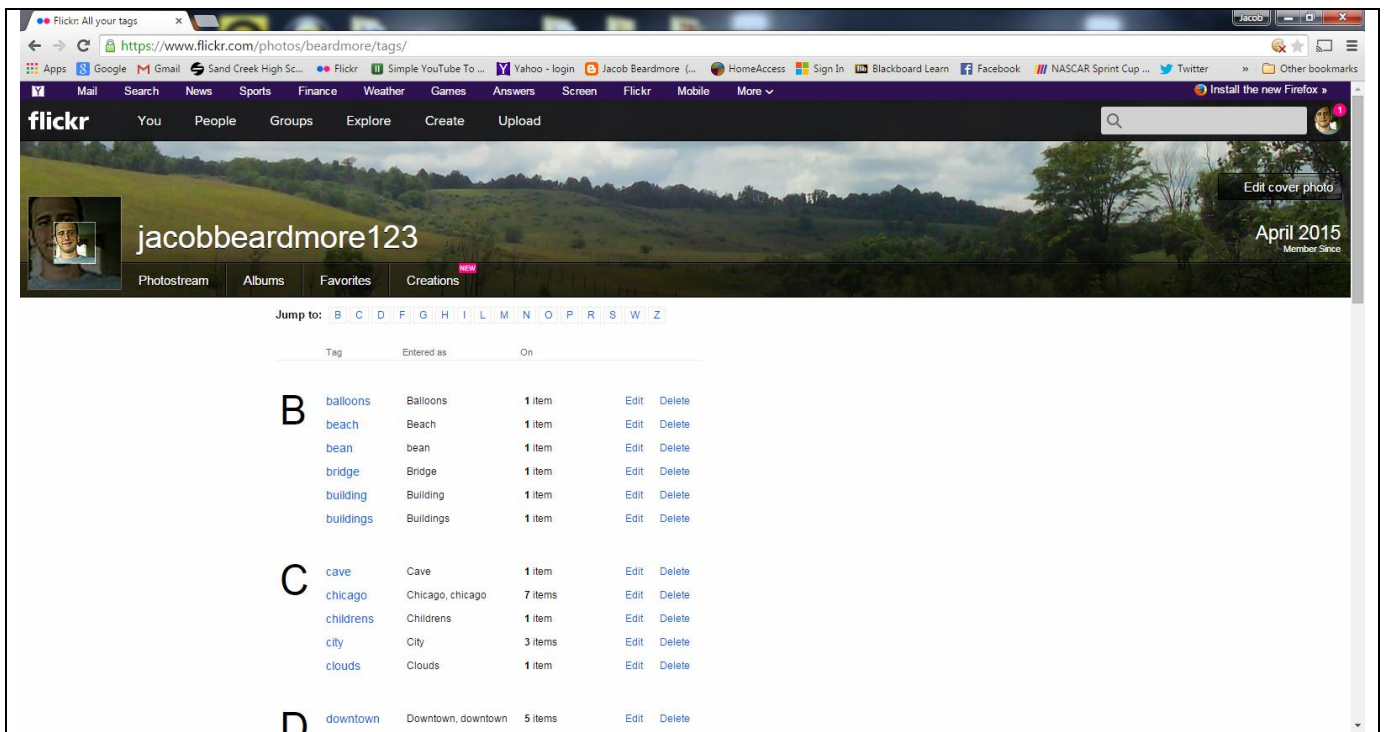 Flickr: All your tags × Jacob
https://www.flickr.com/photos/beardmore/tags/
Apps Google Gmail Sand Creek High Sc... Flickr Simple YouTube To ... Yahoo - login Jacob Beardmore (... HomeAccess Sign In Blackboard Learn Facebook NASCAR Sprint Cup ... Twitter » Other bookmarks
Y Mail Search News Sports Finance Weather Games Answers Screen Flickr Mobile More Install the new Firefox »
flickr You People Groups Explore Create Upload 1
Edit cover photo
jacobbeardmore123
April 2015
Member Since
Photostream Albums Favorites Creations NEW
Jump to: B C D F G H I L M N O P R S W Z
Tag Entered as On
B balloons Balloons 1 item Edit Delete
beach Beach 1 item Edit Delete
bean bean 1 item Edit Delete
bridge Bridge 1 item Edit Delete
building Building 1 item Edit Delete
buildings Buildings 1 item Edit Delete
C cave Cave 1 item Edit Delete
chicago Chicago, chicago 7 items Edit Delete
childrens Childrens 1 item Edit Delete
city City 3 items Edit Delete
clouds Clouds 1 item Edit Delete
D downtown Downtown, downtown 5 items Edit Delete